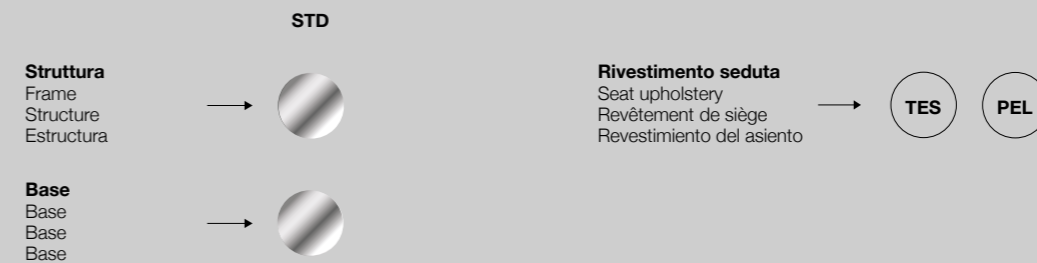 STD
Struttura
Frame
Structure
Estructura
Base
Base
Base
Base
Rivestimento seduta
Seat upholstery
Revêtement de siège
Revestimiento del asiento
TES
PEL